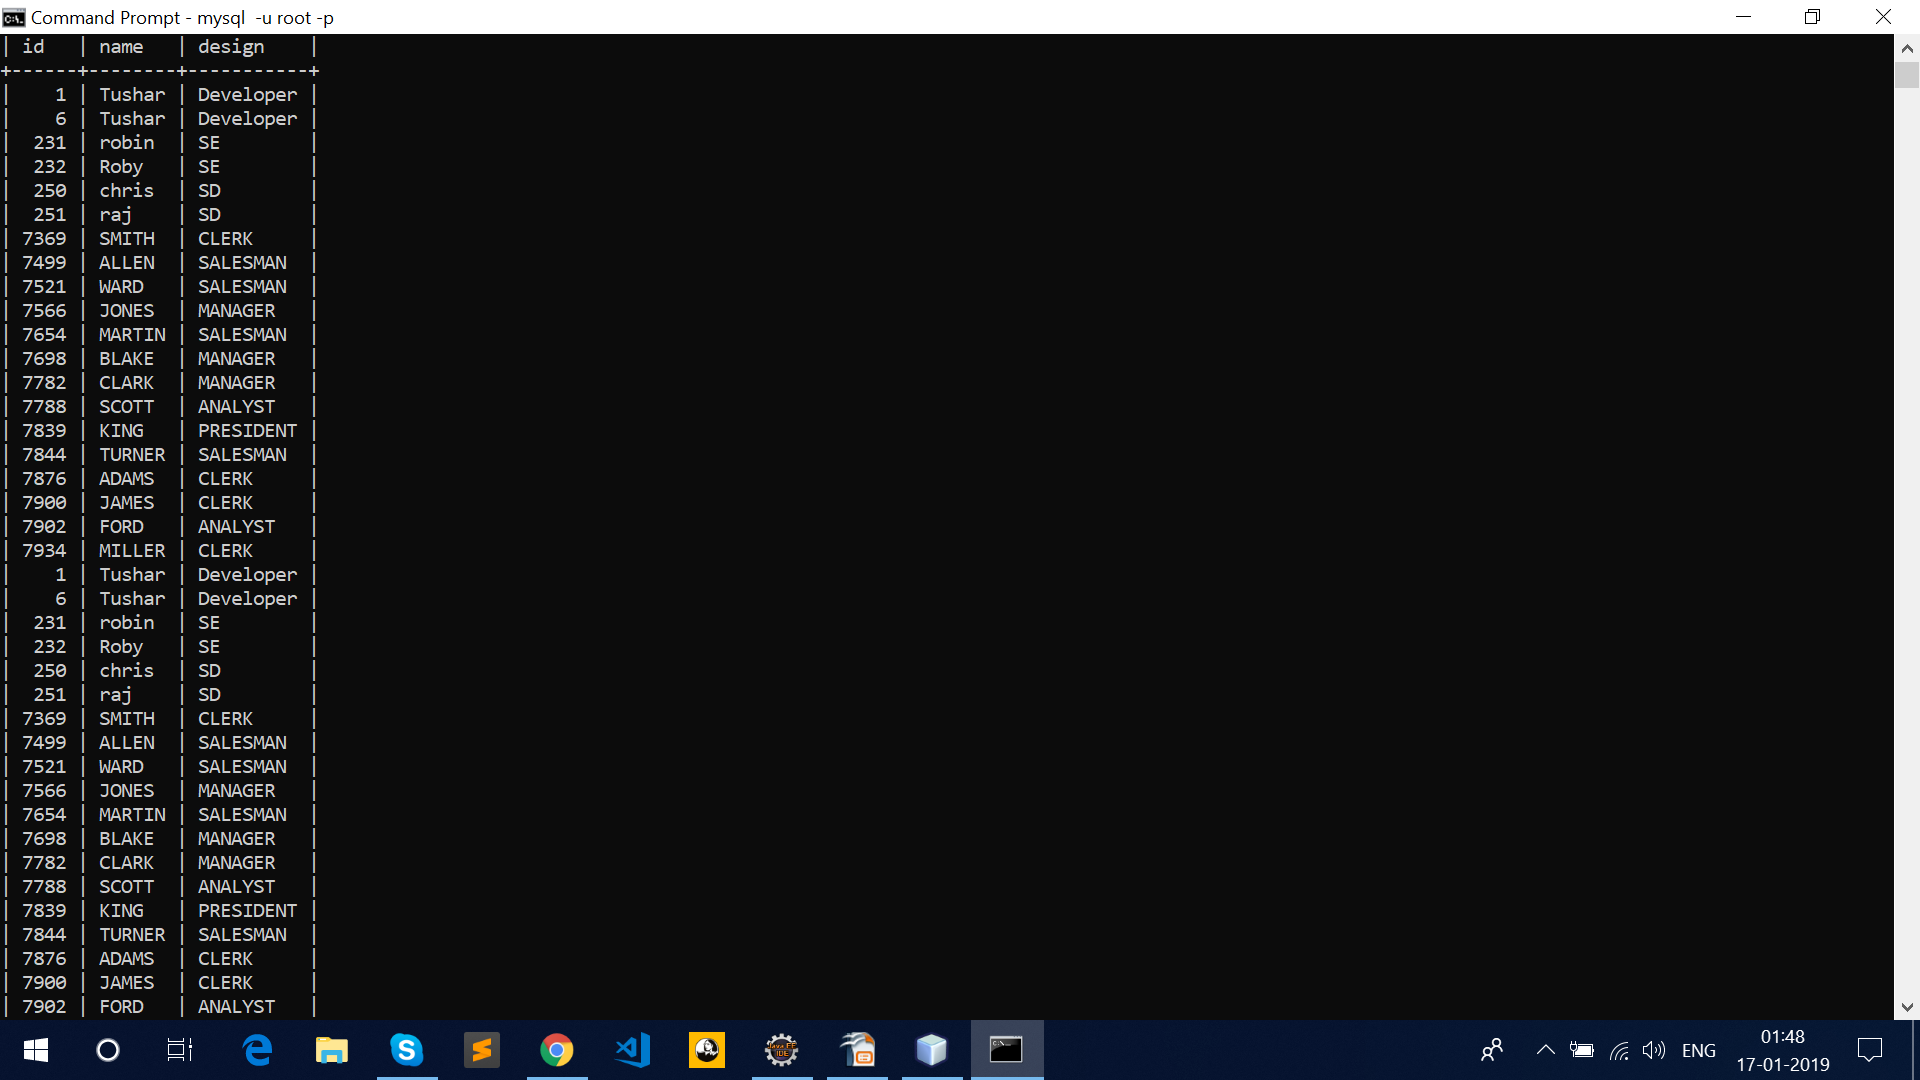 Command Prompt - mysql  -u root -p
| id   | name   | design    |
+------+--------+-----------+
|    1 | Tushar | Developer |
|    6 | Tushar | Developer |
|  231 | robin  | SE        |
|  232 | Roby   | SE        |
|  250 | chris  | SD        |
|  251 | raj    | SD        |
| 7369 | SMITH  | CLERK     |
| 7499 | ALLEN  | SALESMAN  |
| 7521 | WARD   | SALESMAN  |
| 7566 | JONES  | MANAGER   |
| 7654 | MARTIN | SALESMAN  |
| 7698 | BLAKE  | MANAGER   |
| 7782 | CLARK  | MANAGER   |
| 7788 | SCOTT  | ANALYST   |
| 7839 | KING   | PRESIDENT |
| 7844 | TURNER | SALESMAN  |
| 7876 | ADAMS  | CLERK     |
| 7900 | JAMES  | CLERK     |
| 7902 | FORD   | ANALYST   |
| 7934 | MILLER | CLERK     |
|    1 | Tushar | Developer |
|    6 | Tushar | Developer |
|  231 | robin  | SE        |
|  232 | Roby   | SE        |
|  250 | chris  | SD        |
|  251 | raj    | SD        |
| 7369 | SMITH  | CLERK     |
| 7499 | ALLEN  | SALESMAN  |
| 7521 | WARD   | SALESMAN  |
| 7566 | JONES  | MANAGER   |
| 7654 | MARTIN | SALESMAN  |
| 7698 | BLAKE  | MANAGER   |
| 7782 | CLARK  | MANAGER   |
| 7788 | SCOTT  | ANALYST   |
| 7839 | KING   | PRESIDENT |
| 7844 | TURNER | SALESMAN  |
| 7876 | ADAMS  | CLERK     |
| 7900 | JAMES  | CLERK     |
| 7902 | FORD   | ANALYST   |
ENG
01:48
17-01-2019